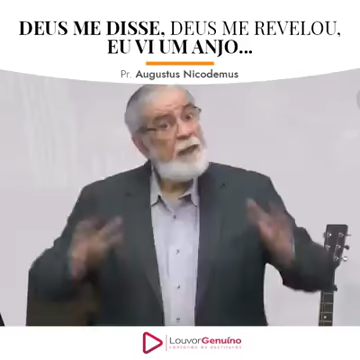 DEUS ME DISSE, DEUS ME REVELOU,
EU VI UM ANJO...
Pr. Augustus Nicodemus
LouvorGenuíno